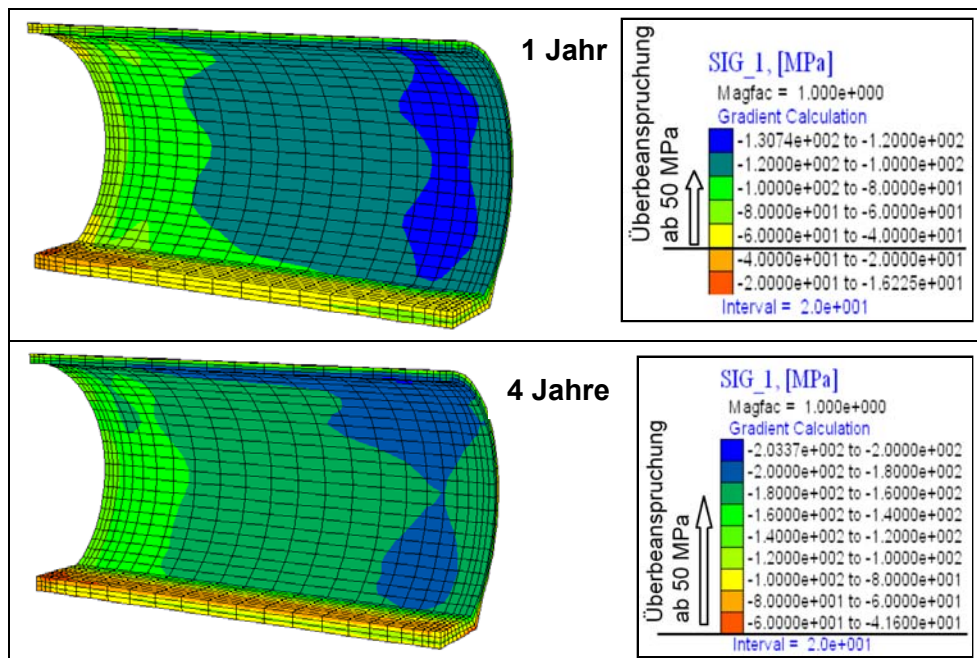 1 Jahr
Überbeanspruchung
ab 50 MPa
SIG_1, [MPa]
Magfac = 1.000e+000
Gradient Calculation
-1.3074e+002 to -1.2000e+002
-1.2000e+002 to -1.0000e+002
-1.0000e+002 to -8.0000e+001
-8.0000e+001 to -6.0000e+001
-6.0000e+001 to -4.0000e+001
-4.0000e+001 to -2.0000e+001
-2.0000e+001 to -1.6225e+001
Interval = 2.0e+001
4 Jahre
Überbeanspruchung
ab 50 MPa
SIG_1, [MPa]
Magfac = 1.000e+000
Gradient Calculation
-2.0337e+002 to -2.0000e+002
-2.0000e+002 to -1.8000e+002
-1.8000e+002 to -1.6000e+002
-1.6000e+002 to -1.4000e+002
-1.4000e+002 to -1.2000e+002
-1.2000e+002 to -1.0000e+002
-1.0000e+002 to -8.0000e+001
-8.0000e+001 to -6.0000e+001
-6.0000e+001 to -4.1600e+001
Interval = 2.0e+001